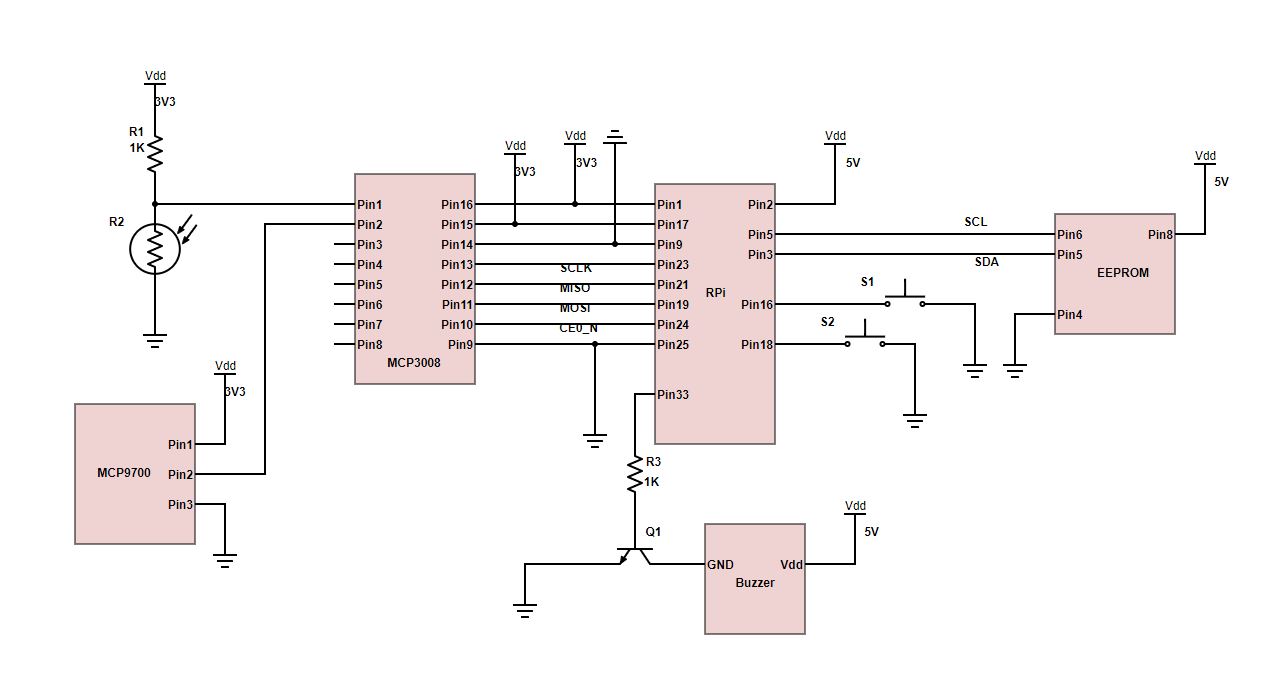 Vdd
3V3
R1
1K
R2
Vdd
3V3
MCP9700
Pin1
Pin2
Pin3
Pin1
Pin2
Pin3
Pin4
Pin5
Pin6
Pin7
Pin8
Pin16
Pin15
Pin14
Pin13
Pin12
Pin11
Pin10
Pin9
MCP3008
Vdd
3V3
Vdd
3V3
SCLK
MISO
MOSI
CE0_N
Pin1
Pin17
Pin9
Pin23
Pin21
Pin19
Pin24
Pin25
Pin33
RPi
Pin2
Pin5
Pin3
Pin16
Pin18
Vdd
5V
SCL
SDA
S1
S2
Pin6
Pin5
Pin4
Pin8
EEPROM
Vdd
5V
R3
1K
Q1
GND
Vdd
Buzzer
Vdd
5V